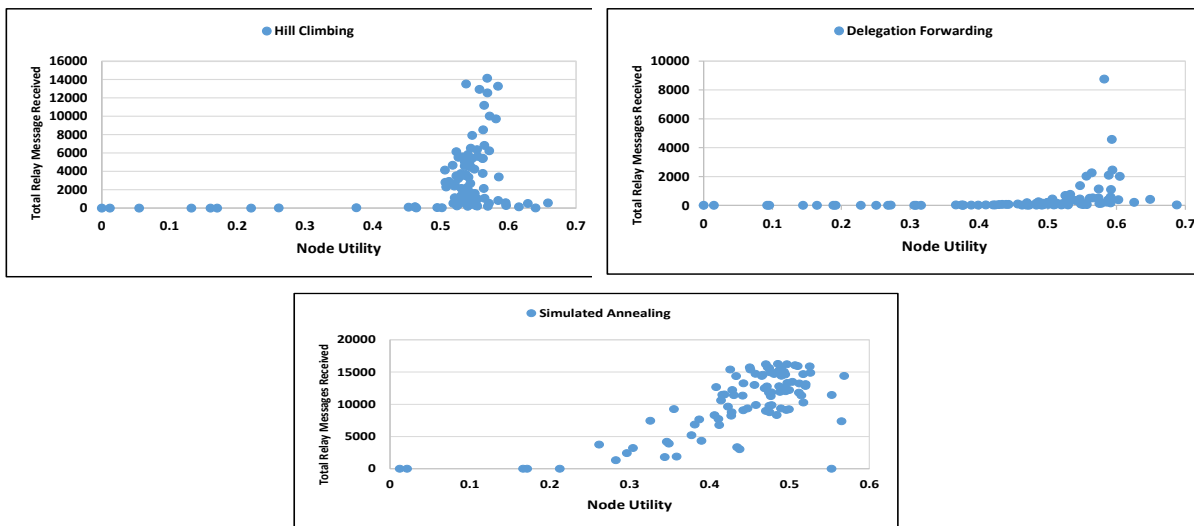 Hill Climbing
Total Relay Message Received
16000
14000
12000
10000
8000
6000
4000
2000
0
0 0.1 0.2 0.3 0.4 0.5 0.6 0.7
Node Utility
Delegation Forwarding
Total Relay Messages Received
10000
8000
6000
4000
2000
0
0 0.1 0.2 0.3 0.4 0.5 0.6 0.7
Node Utility
Simulated Annealing
Total Relay Messages Received
20000
15000
10000
5000
0
0 0.1 0.2 0.3 0.4 0.5 0.6
Node Utility